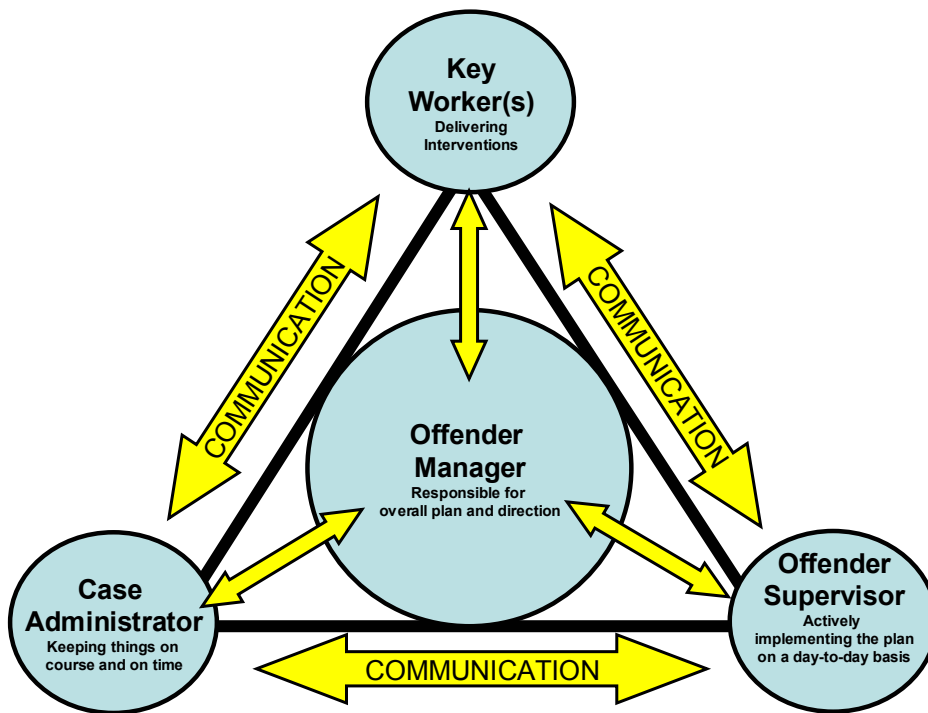 Key
Worker(s)
Delivering
Interventions
COMMUNICATION
COMMUNICATION
Offender
Manager
Responsible for
overall plan and direction
Case
Administrator
Keeping things on
course and on time
Offender
Supervisor
Actively
implementing the plan
on a day-to-day basis
COMMUNICATION